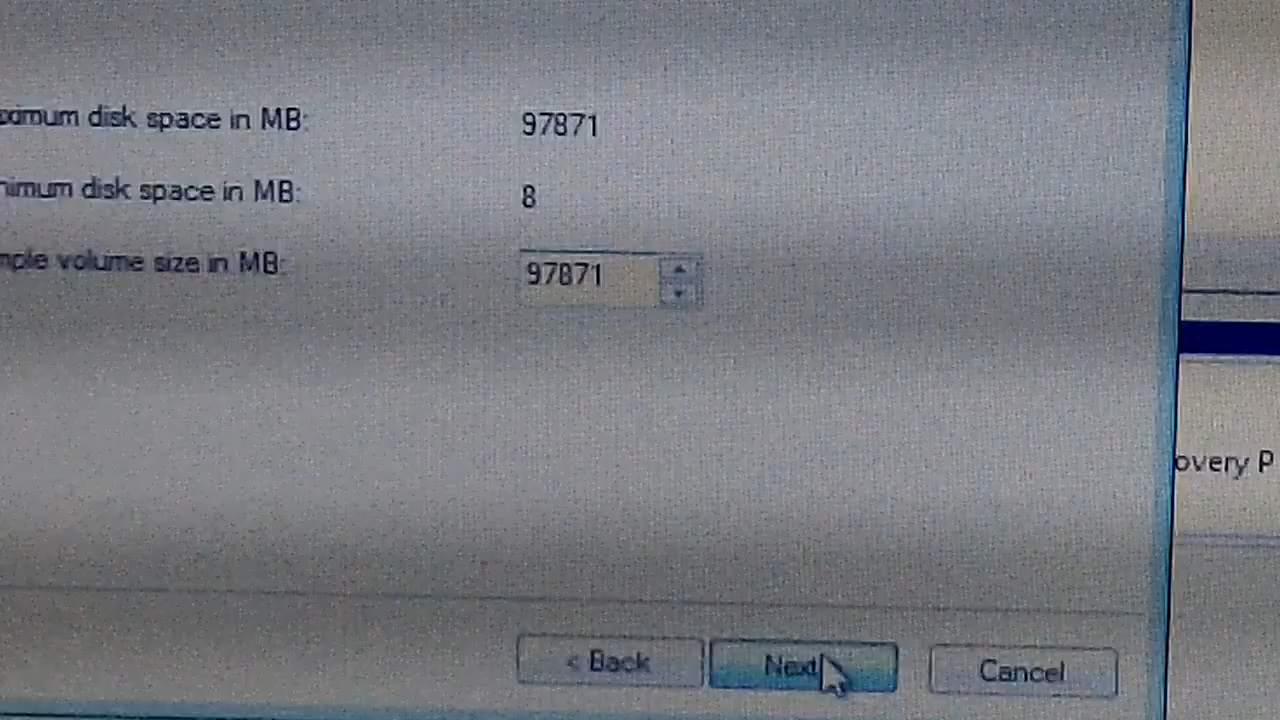 ximum disk space in MB: 97871
nimum disk space in MB: 8
mple volume size in MB: 97871
overy P
< Back Next Cancel